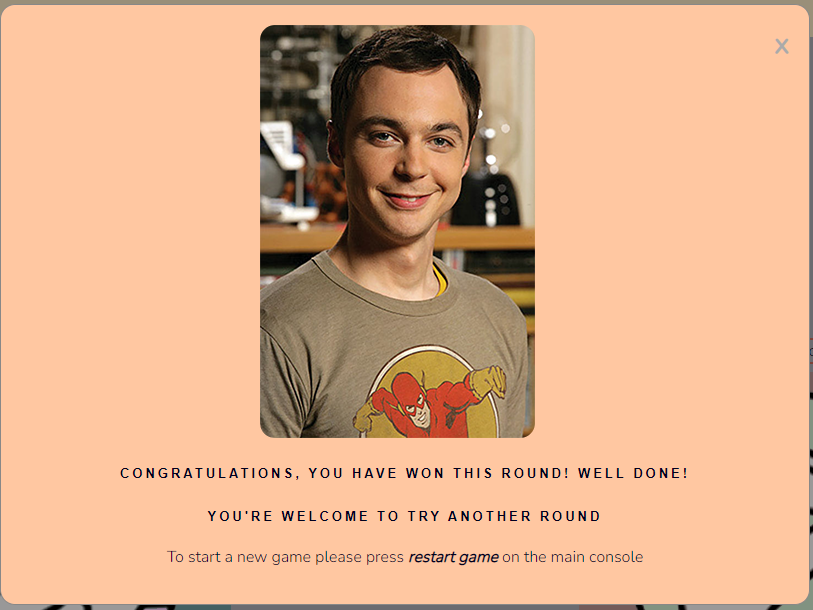 X
CONGRATULATIONS, YOU HAVE WON THIS ROUND! WELL DONE!
YOU'RE WELCOME TO TRY ANOTHER ROUND
To start a new game please press restart game on the main console